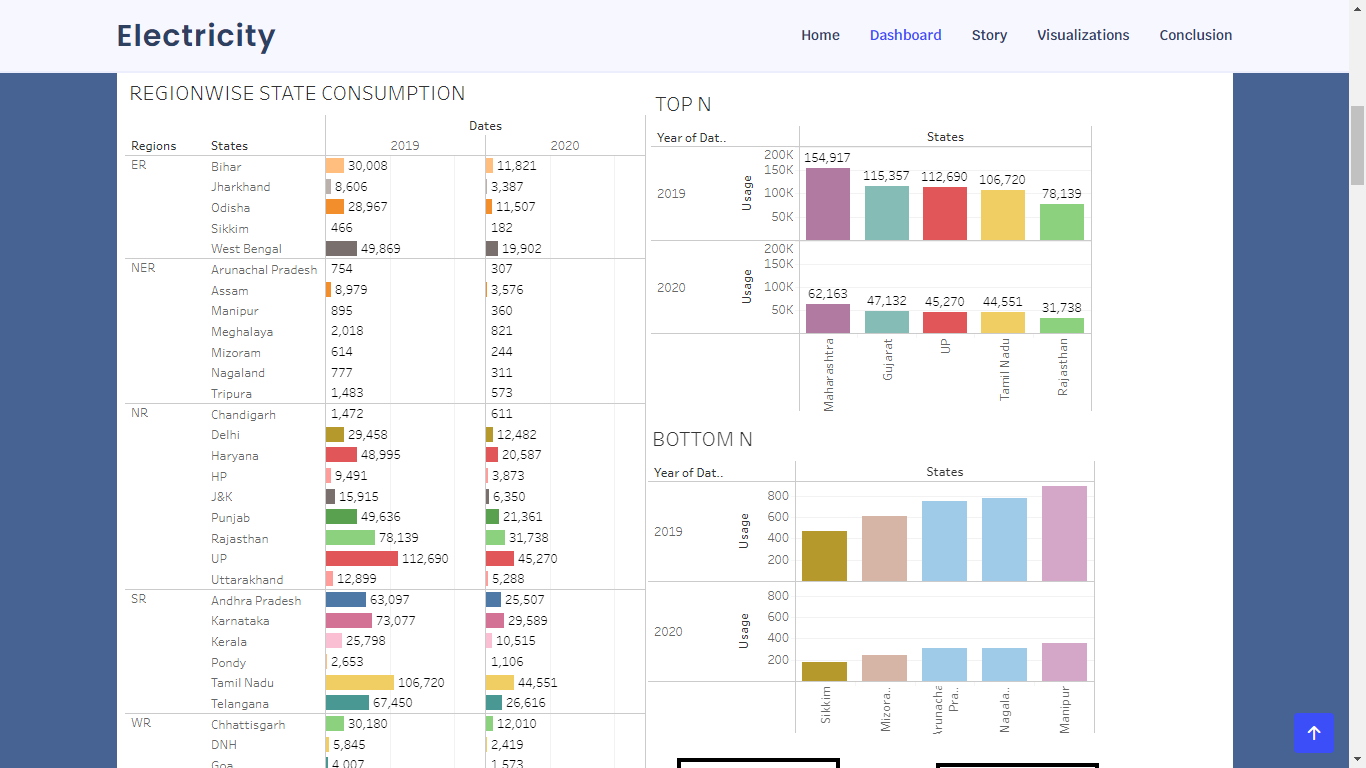 Electricity
Home Dashboard Story Visualizations Conclusion
REGIONWISE STATE CONSUMPTION
Dates
Regions States 2019 2020
ER Bihar 30,008 11,821
Jharkhand 8,606 3,387
Odisha 28,967 11,507
Sikkim 466 182
West Bengal 49,869 19,902
NER Arunachal Pradesh 754 307
Assam 8,979 3,576
Manipur 895 360
Meghalaya 2,018 821
Mizoram 614 244
Nagaland 777 311
Tripura 1,483 573
NR Chandigarh 1,472 611
Delhi 29,458 12,482
Haryana 48,995 20,587
HP 9,491 3,873
J&K 15,915 6,350
Punjab 49,636 21,361
Rajasthan 78,139 31,738
UP 112,690 45,270
Uttarakhand 12,899 5,288
SR Andhra Pradesh 63,097 25,507
Karnataka 73,077 29,589
Kerala 25,798 10,515
Pondy 2,653 1,106
Tamil Nadu 106,720 44,551
Telangana 67,450 26,616
WR Chhattisgarh 30,180 12,010
DNH 5,845 2,419
Goa 4,007 1,573
TOP N
Year of Dat..
States
2019
Usage
200K
150K
100K
50K
154,917 115,357 112,690 106,720 78,139
2020
Usage
200K
150K
100K
50K
62,163 47,132 45,270 44,551 31,738
Maharashtra
Gujarat
UP
Tamil Nadu
Rajasthan
BOTTOM N
Year of Dat..
States
2019
Usage
800
600
400
200
2020
Usage
800
600
400
200
Sikkim
Mizora..
Pra..
Nagala..
Manipur